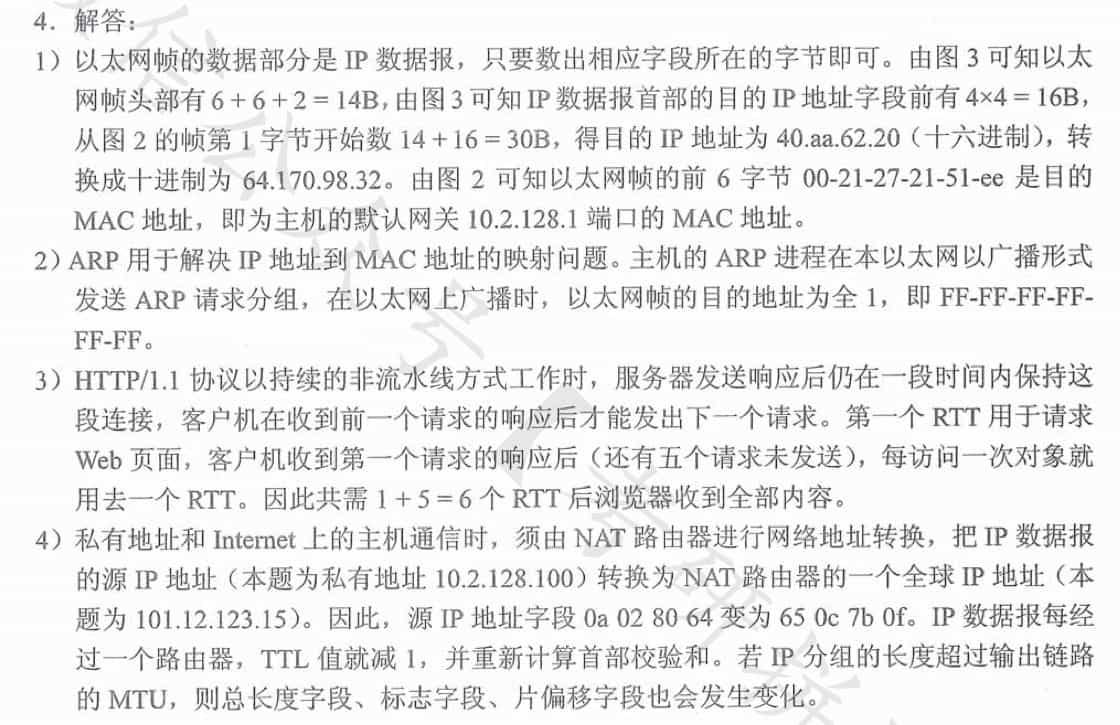 4．解答：
1）以太网帧的数据部分是 IP 数据报，只要数出相应字段所在的字节即可。由图 3 可知以太
网帧头部有 6 + 6 + 2 = 14B，由图 3 可知 IP 数据报首部的目的 IP 地址字段前有 4×4 = 16B，
从图 2 的帧第 1 字节开始数 14 + 16 = 30B，得目的 IP 地址为 40.aa.62.20（十六进制），转
换成十进制为 64.170.98.32。由图 2 可知以太网帧的前 6 字节 00-21-27-21-51-ee 是目的
MAC 地址，即为主机的默认网关 10.2.128.1 端口的 MAC 地址。
2）ARP 用于解决 IP 地址到 MAC 地址的映射问题。主机的 ARP 进程在本以太网以广播形式
发送 ARP 请求分组，在以太网上广播时，以太网帧的目的地址为全 1，即 FF-FF-FF-FF-
FF-FF。
3）HTTP/1.1 协议以持续的非流水线方式工作时，服务器发送响应后仍在一段时间内保持这
段连接，客户机在收到前一个请求的响应后才能发出下一个请求。第一个 RTT 用于请求
Web 页面，客户机收到第一个请求的响应后（还有五个请求未发送），每访问一次对象就
用去一个 RTT。因此共需 1 + 5 = 6 个 RTT 后浏览器收到全部内容。
4）私有地址和 Internet 上的主机通信时，须由 NAT 路由器进行网络地址转换，把 IP 数据报
的源 IP 地址（本题为私有地址 10.2.128.100）转换为 NAT 路由器的一个全球 IP 地址（本
题为 101.12.123.15）。因此，源 IP 地址字段 0a 02 80 64 变为 65 0c 7b 0f。IP 数据报每经
过一个路由器，TTL 值就减 1，并重新计算首部校验和。若 IP 分组的长度超过输出链路
的 MTU，则总长度字段、标志字段、片偏移字段也会发生变化。